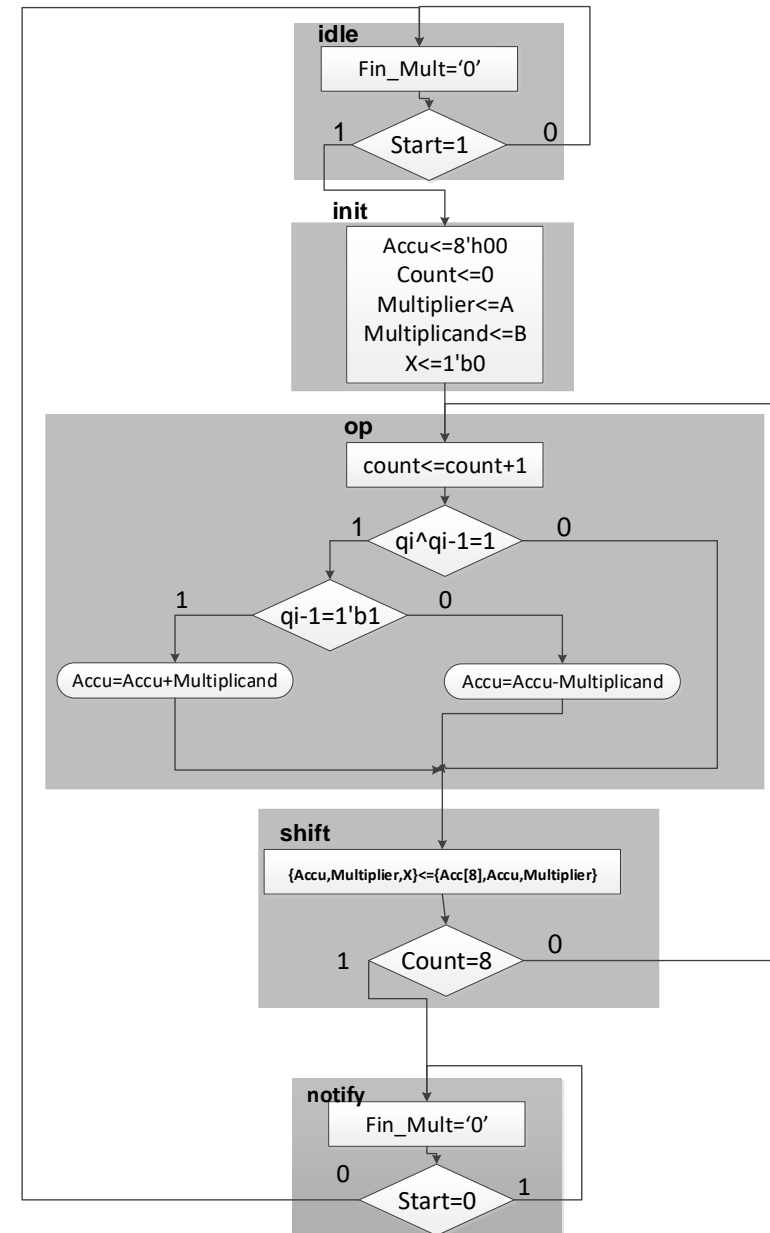 idle
Fin_Mult=‘0’
1
Start=1
0
init
Accu<=8'h00
Count<=0
Multiplier<=A
Multiplicand<=B
X<=1'b0
op
count<=count+1
1
qi^qi-1=1
0
1
qi-1=1'b1
0
Accu=Accu+Multiplicand
Accu=Accu-Multiplicand
shift
{Accu,Multiplier,X}<={Acc[8],Accu,Multiplier}
1
Count=8
0
notify
Fin_Mult=‘0’
0
Start=0
1